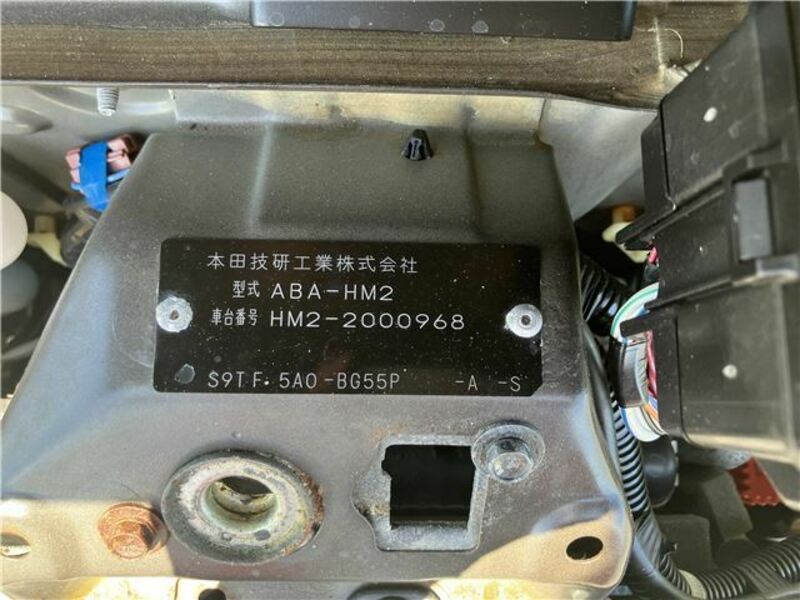 本田技研工業株式会社
型式 ABA-HM2
車台番号 HM2-2000968
S9TF 5A0-BG55P -A -S